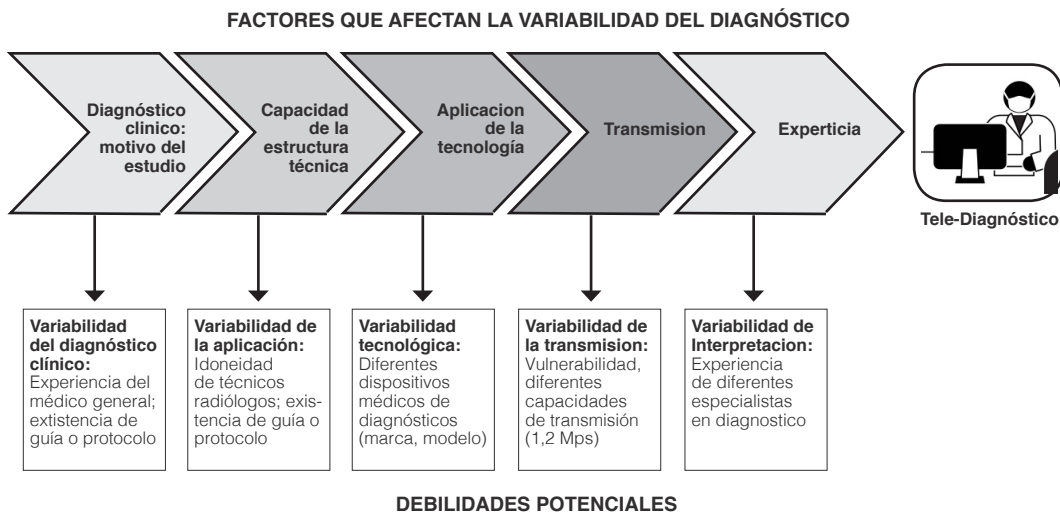 FACTORES QUE AFECTAN LA VARIABILIDAD DEL DIAGNÓSTICO
Diagnóstico
clinico:
motivo del
estudio
Capacidad
de la
estructura
técnica
Aplicacion
de la
tecnología
Transmision
Experticia
Tele-Diagnóstico
Variabilidad
del diagnóstico
clínico:
Experiencia del
médico general;
extistencia de
guía o protocolo
Variabilidad de
la aplicación:
Idoneidad
de técnicos
radiólogos; exis-
tencia de guía o
protocolo
Variabilidad
tecnológica:
Diferentes
dispositivos
médicos de
diagnósticos
(marca, modelo)
Variabilidad de
la transmision:
Vulnerabilidad,
diferentes
capacidades
de transmisión
(1,2 Mps)
Variabilidad de
Interpretacion:
Experiencia
de diferentes
especialistas
en diagnostico
DEBILIDADES POTENCIALES